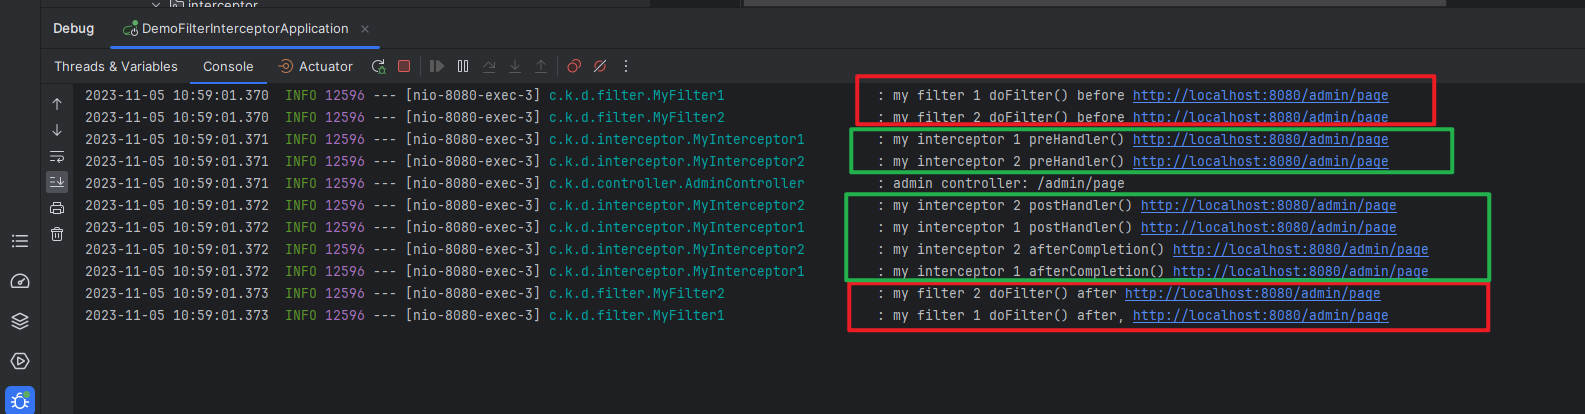 interceptor
Debug DemoFilterInterceptorApplication ×
Threads & Variables Console Actuator
2023-11-05 10:59:01.370 INFO 12596 --- [nio-8080-exec-3] c.k.d.filter.MyFilter1 : my filter 1 doFilter() before http://localhost:8080/admin/page
2023-11-05 10:59:01.370 INFO 12596 --- [nio-8080-exec-3] c.k.d.filter.MyFilter2 : my filter 2 doFilter() before http://localhost:8080/admin/page
2023-11-05 10:59:01.371 INFO 12596 --- [nio-8080-exec-3] c.k.d.interceptor.MyInterceptor1 : my interceptor 1 preHandler() http://localhost:8080/admin/page
2023-11-05 10:59:01.371 INFO 12596 --- [nio-8080-exec-3] c.k.d.interceptor.MyInterceptor2 : my interceptor 2 preHandler() http://localhost:8080/admin/page
2023-11-05 10:59:01.371 INFO 12596 --- [nio-8080-exec-3] c.k.d.controller.AdminController : admin controller: /admin/page
2023-11-05 10:59:01.372 INFO 12596 --- [nio-8080-exec-3] c.k.d.interceptor.MyInterceptor2 : my interceptor 2 postHandler() http://localhost:8080/admin/page
2023-11-05 10:59:01.372 INFO 12596 --- [nio-8080-exec-3] c.k.d.interceptor.MyInterceptor1 : my interceptor 1 postHandler() http://localhost:8080/admin/page
2023-11-05 10:59:01.372 INFO 12596 --- [nio-8080-exec-3] c.k.d.interceptor.MyInterceptor2 : my interceptor 2 afterCompletion() http://localhost:8080/admin/page
2023-11-05 10:59:01.372 INFO 12596 --- [nio-8080-exec-3] c.k.d.interceptor.MyInterceptor1 : my interceptor 1 afterCompletion() http://localhost:8080/admin/page
2023-11-05 10:59:01.373 INFO 12596 --- [nio-8080-exec-3] c.k.d.filter.MyFilter2 : my filter 2 doFilter() after http://localhost:8080/admin/page
2023-11-05 10:59:01.373 INFO 12596 --- [nio-8080-exec-3] c.k.d.filter.MyFilter1 : my filter 1 doFilter() after, http://localhost:8080/admin/page